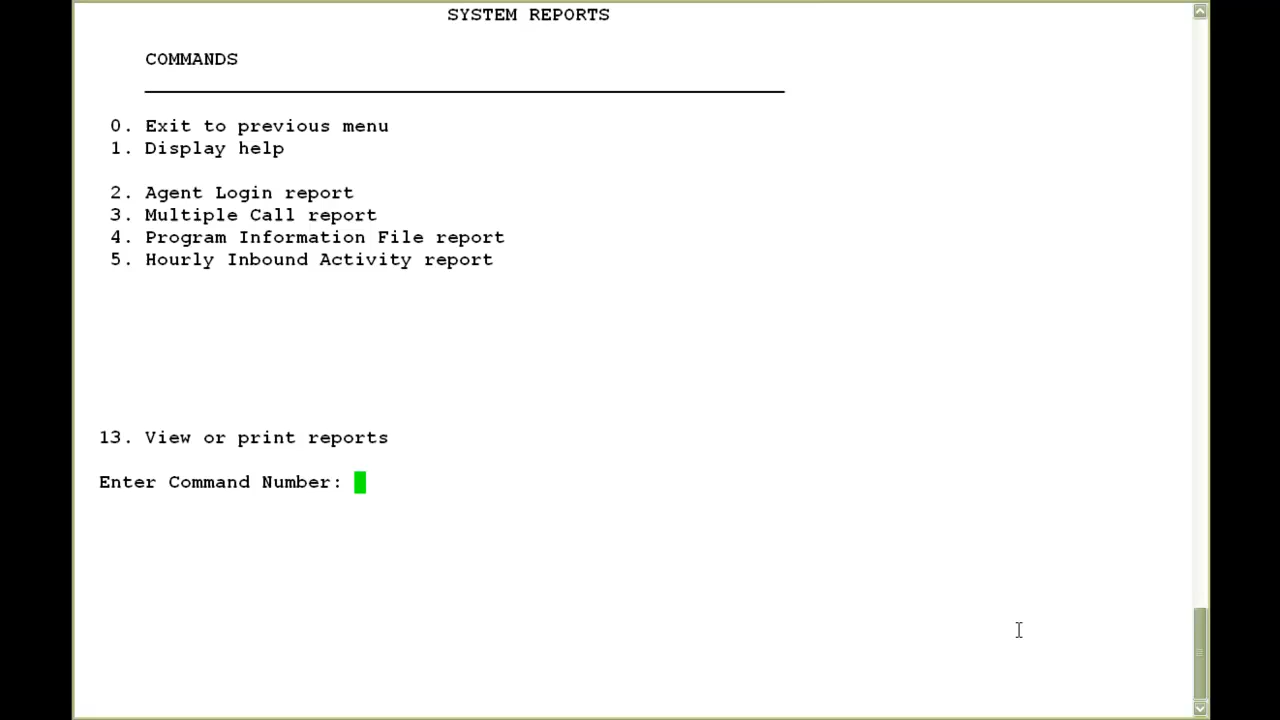 SYSTEM REPORTS
COMMANDS
0. Exit to previous menu
1. Display help
2. Agent Login report
3. Multiple Call report
4. Program Information File report
5. Hourly Inbound Activity report
13. View or print reports
Enter Command Number: